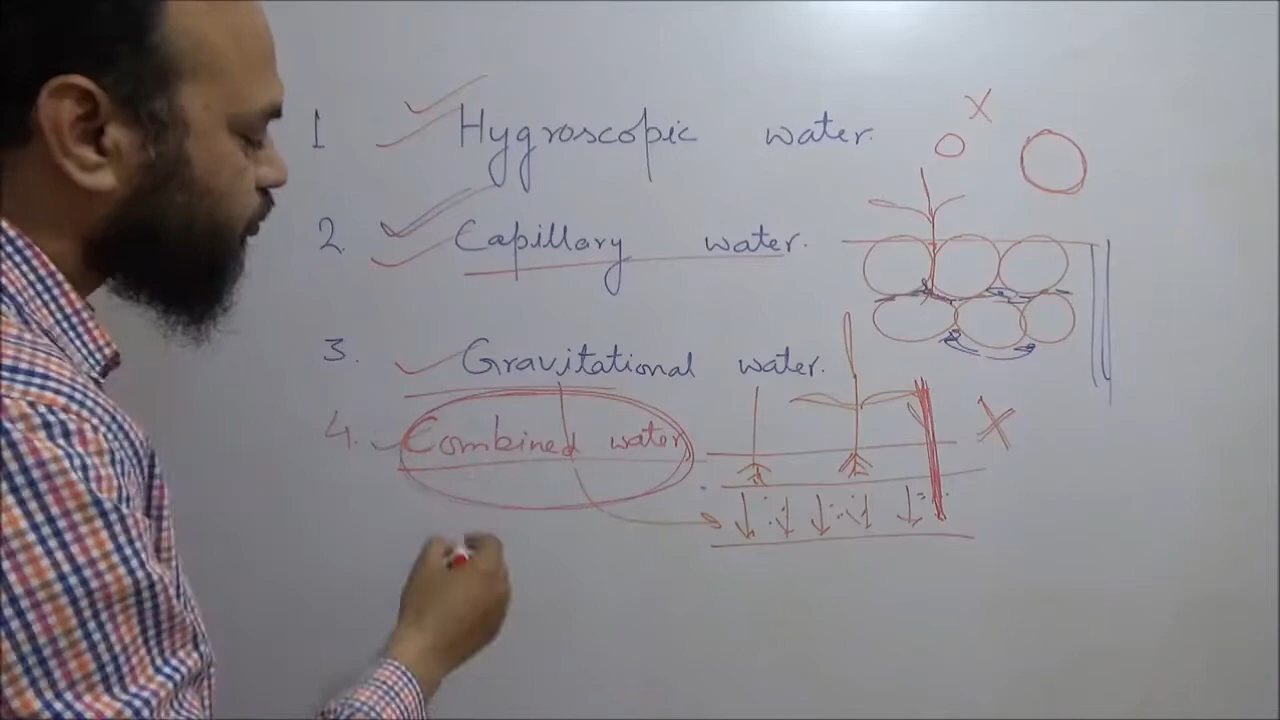 1 Hygroscopic water.
2. Capillary water.
3. Gravitational water.
4. Combined water